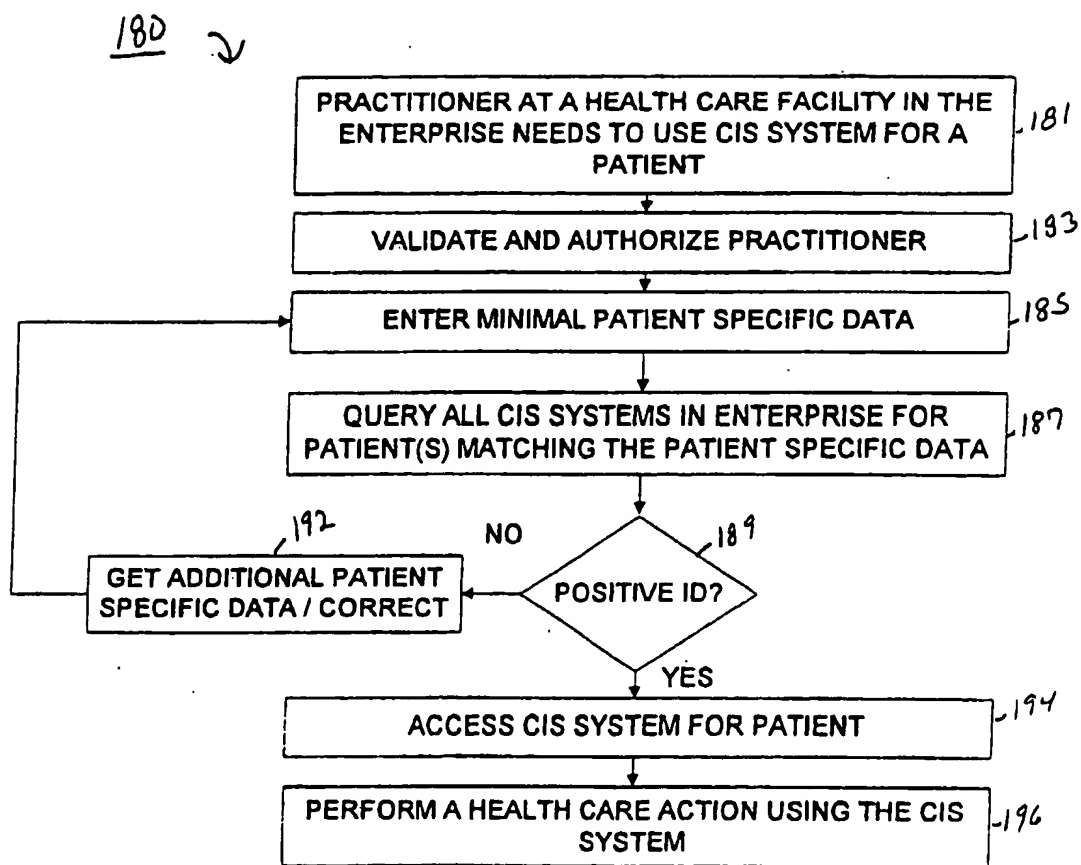 180
PRACTITIONER AT A HEALTH CARE FACILITY IN THE
ENTERPRISE NEEDS TO USE CIS SYSTEM FOR A
PATIENT
181
VALIDATE AND AUTHORIZE PRACTITIONER
183
ENTER MINIMAL PATIENT SPECIFIC DATA
185
QUERY ALL CIS SYSTEMS IN ENTERPRISE FOR
PATIENT(S) MATCHING THE PATIENT SPECIFIC DATA
187
192
NO
189
GET ADDITIONAL PATIENT
SPECIFIC DATA / CORRECT
POSITIVE ID?
YES
ACCESS CIS SYSTEM FOR PATIENT
194
PERFORM A HEALTH CARE ACTION USING THE CIS
SYSTEM
196